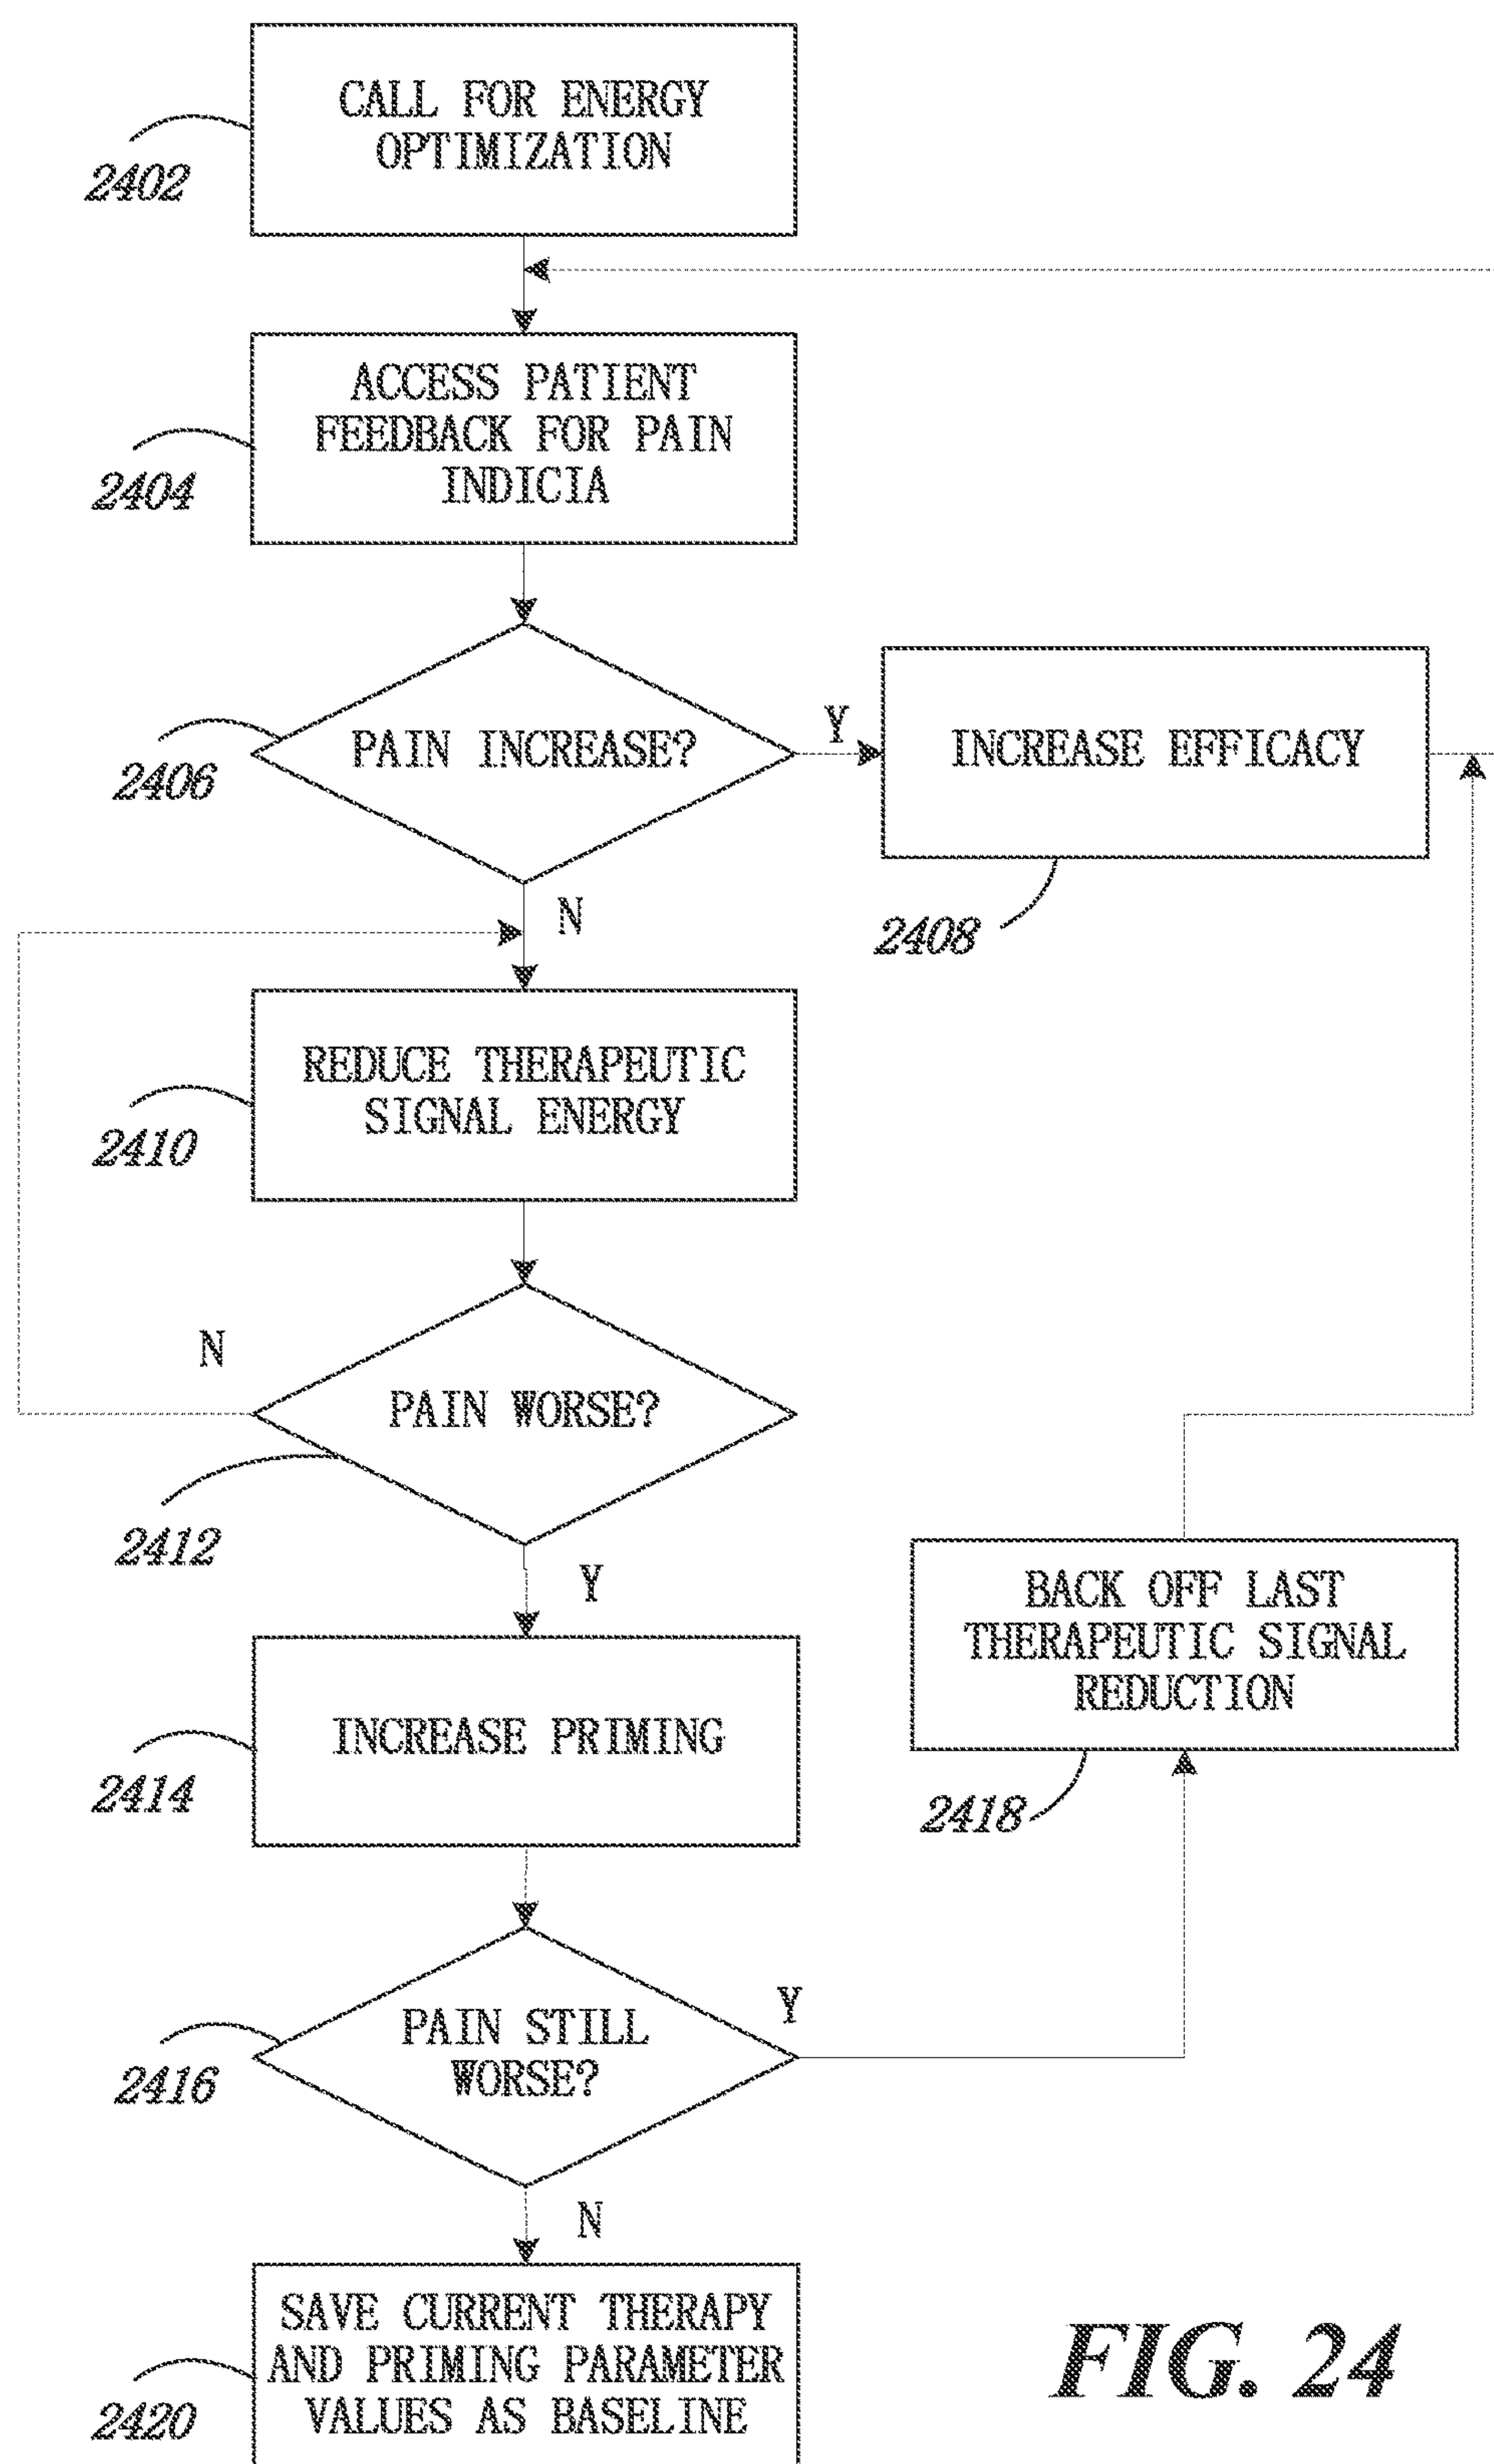 CALL FOR ENERGY
OPTIMIZATION
2402
ACCESS PATIENT
FEEDBACK FOR PAIN
INDICIA
2404
PAIN INCREASE?
2406
Y
INCREASE EFFICACY
2408
N
REDUCE THERAPEUTIC
SIGNAL ENERGY
2410
N
PAIN WORSE?
2412
Y
BACK OFF LAST
THERAPEUTIC SIGNAL
REDUCTION
2418
INCREASE PRIMING
2414
PAIN STILL
WORSE?
2416
Y
N
SAVE CURRENT THERAPY
AND PRIMING PARAMETER
VALUES AS BASELINE
2420
FIG. 24